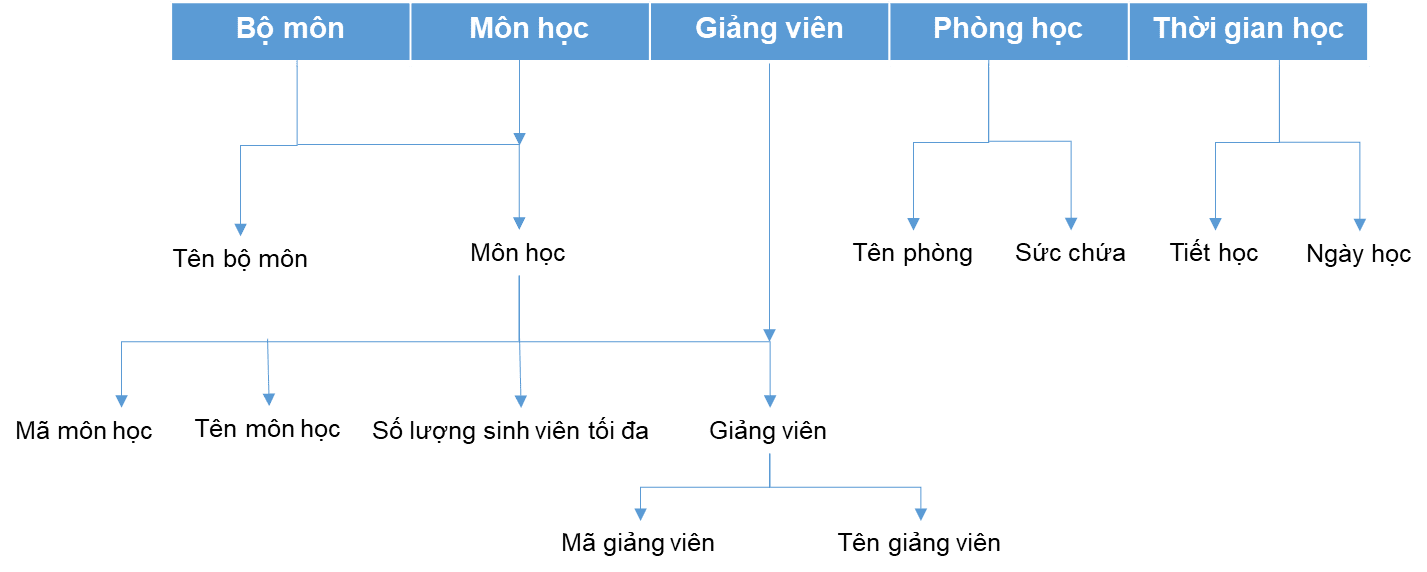 Bộ môn
Môn học
Giảng viên
Phòng học
Thời gian học
Tên bộ môn
Môn học
Tên phòng
Sức chứa
Tiết học
Ngày học
Mã môn học
Tên môn học
Số lượng sinh viên tối đa
Giảng viên
Mã giảng viên
Tên giảng viên